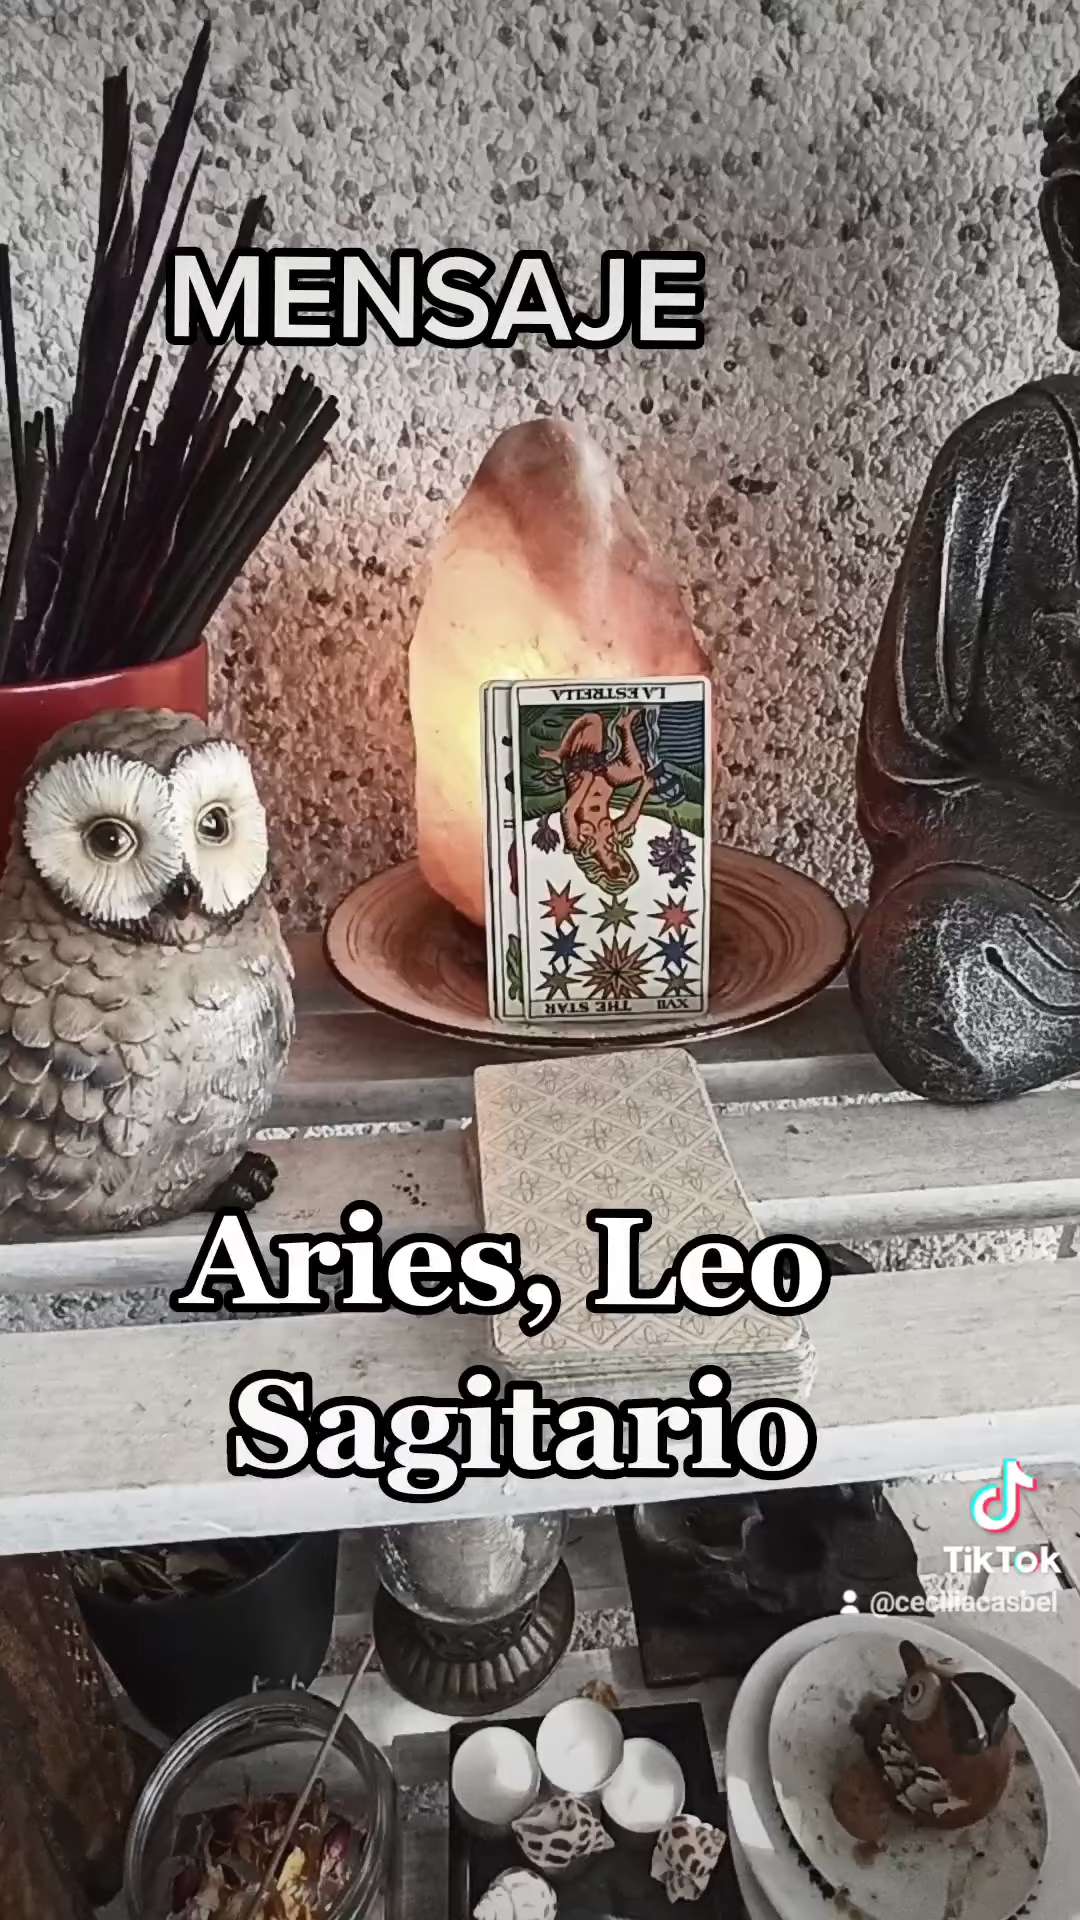 MENSAJE
LA ESTRELLA
XVII THE STAR
Aries, Leo
Sagitario
TikTok
@ceciliacasbel